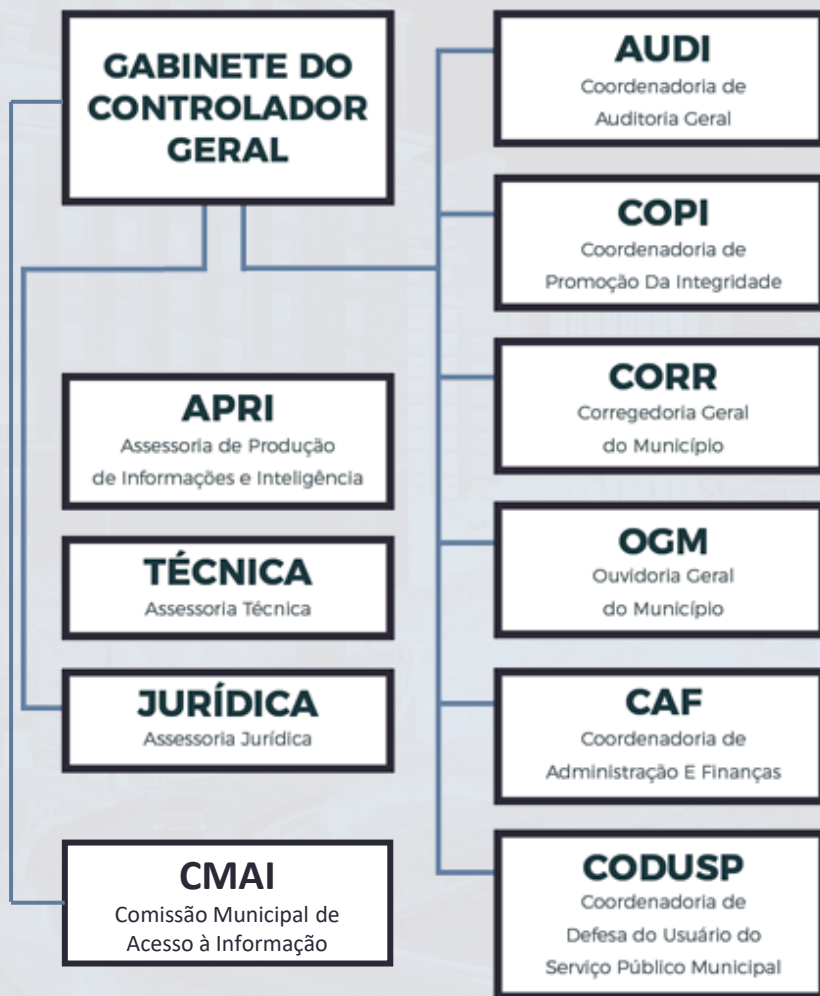 GABINETE DO
CONTROLADOR
GERAL
APRI
Assessoria de Produção
de Informações e Inteligência
TÉCNICA
Assessoria Técnica
JURÍDICA
Assessoria Jurídica
CMAI
Comissão Municipal de
Acesso à Informação
AUDI
Coordenadoria de
Auditoria Geral
COPI
Coordenadoria de
Promoção Da Integridade
CORR
Corregedoria Geral
do Município
OGM
Ouvidoria Geral
do Município
CAF
Coordenadoria de
Administração E Finanças
CODUSP
Coordenadoria de
Defesa do Usuário do
Serviço Público Municipal